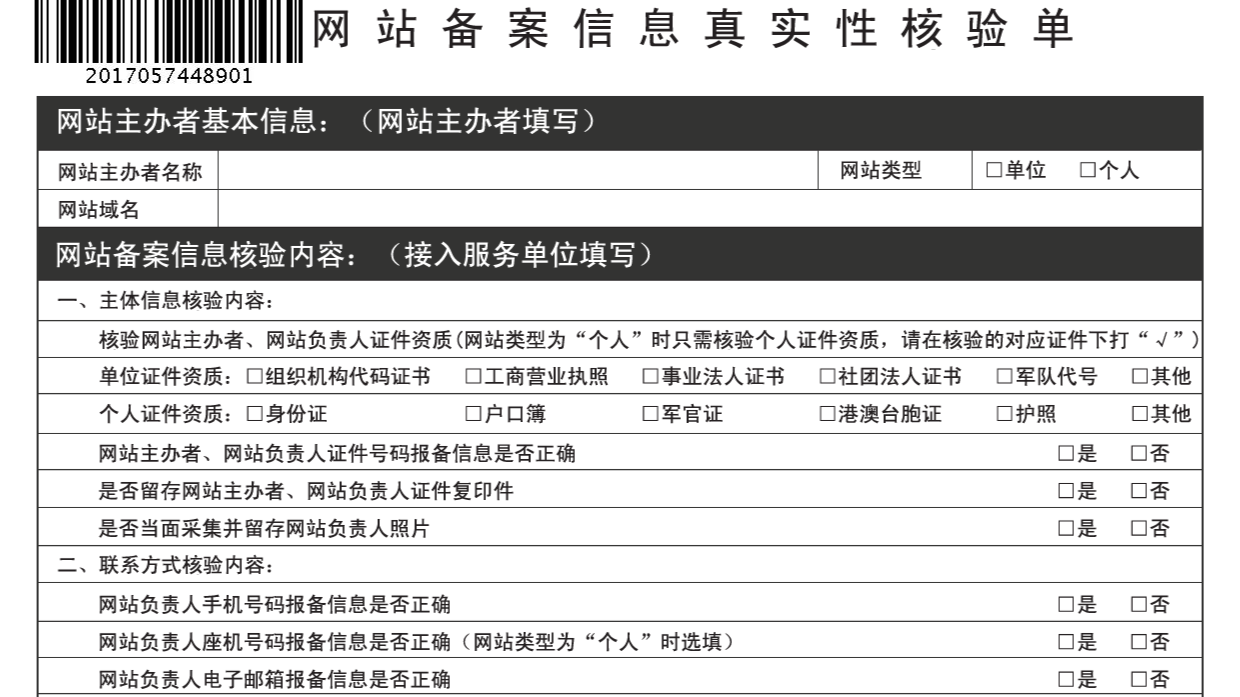 网站备案信息真实性核验单
2017057448901
网站主办者基本信息：（网站主办者填写）
网站主办者名称 网站类型 □单位 □个人
网站域名
网站备案信息核验内容：（接入服务单位填写）
一、主体信息核验内容：
核验网站主办者、网站负责人证件资质(网站类型为“个人”时只需核验个人证件资质，请在核验的对应证件下打“√”)
单位证件资质：□组织机构代码证书 □工商营业执照 □事业法人证书 □社团法人证书 □军队代号 □其他
个人证件资质：□身份证 □户口簿 □军官证 □港澳台胞证 □护照 □其他
网站主办者、网站负责人证件号码报备信息是否正确 □是 □否
是否留存网站主办者、网站负责人证件复印件 □是 □否
是否当面采集并留存网站负责人照片 □是 □否
二、联系方式核验内容：
网站负责人手机号码报备信息是否正确 □是 □否
网站负责人座机号码报备信息是否正确（网站类型为“个人”时选填） □是 □否
网站负责人电子邮箱报备信息是否正确 □是 □否